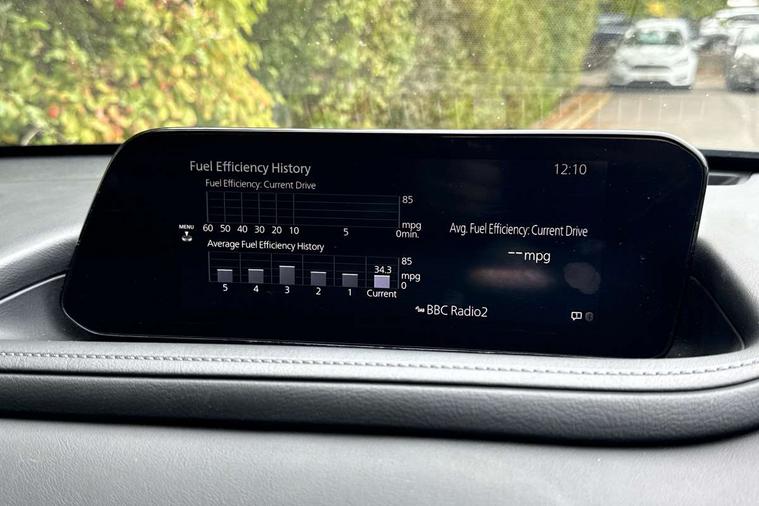 Fuel Efficiency History
12:10
Fuel Efficiency: Current Drive
85
MENU
mpg
60 50 40 30 20 10 5 0min.
Average Fuel Efficiency History
85
34.3
mpg
0
5 4 3 2 1 Current
Avg. Fuel Efficiency: Current Drive
--mpg
BBC Radio2